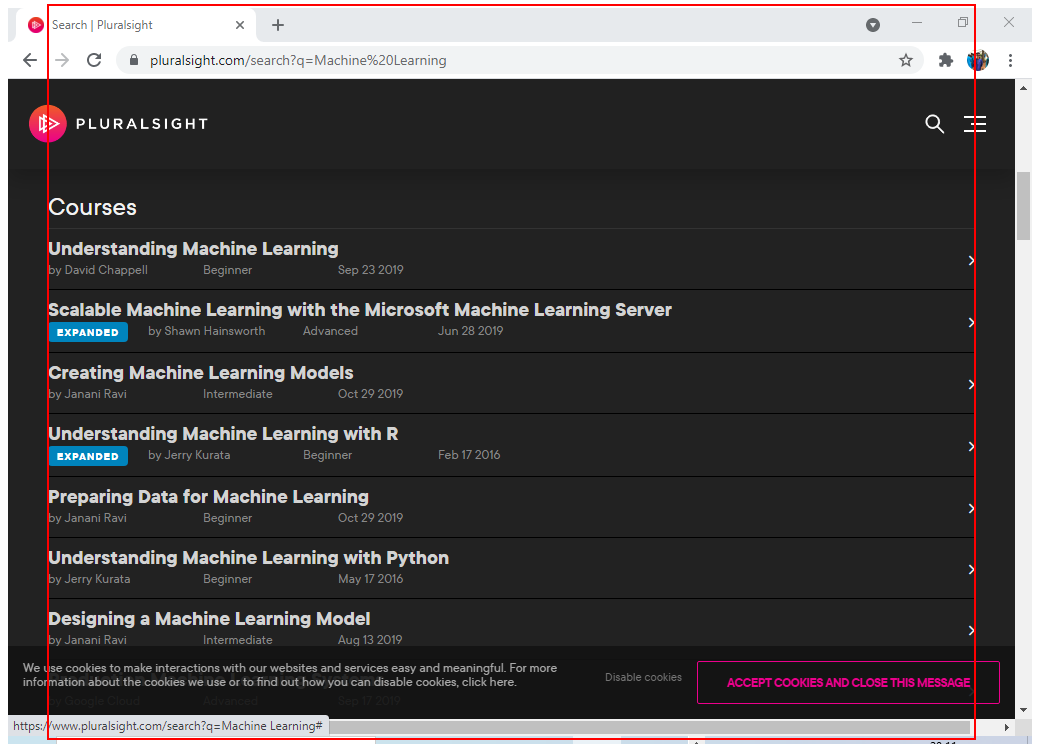 Search | Pluralsight
pluralsight.com/search?q=Machine%20Learning
PLURALSIGHT
Courses
Understanding Machine Learning
by David Chappell Beginner Sep 23 2019
Scalable Machine Learning with the Microsoft Machine Learning Server
EXPANDED by Shawn Hainsworth Advanced Jun 28 2019
Creating Machine Learning Models
by Janani Ravi Intermediate Oct 29 2019
Understanding Machine Learning with R
EXPANDED by Jerry Kurata Beginner Feb 17 2016
Preparing Data for Machine Learning
by Janani Ravi Beginner Oct 29 2019
Understanding Machine Learning with Python
by Jerry Kurata Beginner May 17 2016
Designing a Machine Learning Model
by Janani Ravi Intermediate Aug 13 2019
We use cookies to make interactions with our websites and services easy and meaningful. For more
information about the cookies we use or to find out how you can disable cookies, click here.
Disable cookies
ACCEPT COOKIES AND CLOSE THIS MESSAGE
Production Machine Learning Systems
by Google Cloud Advanced Sep 17 2019
https://www.pluralsight.com/search?q=Machine Learning#